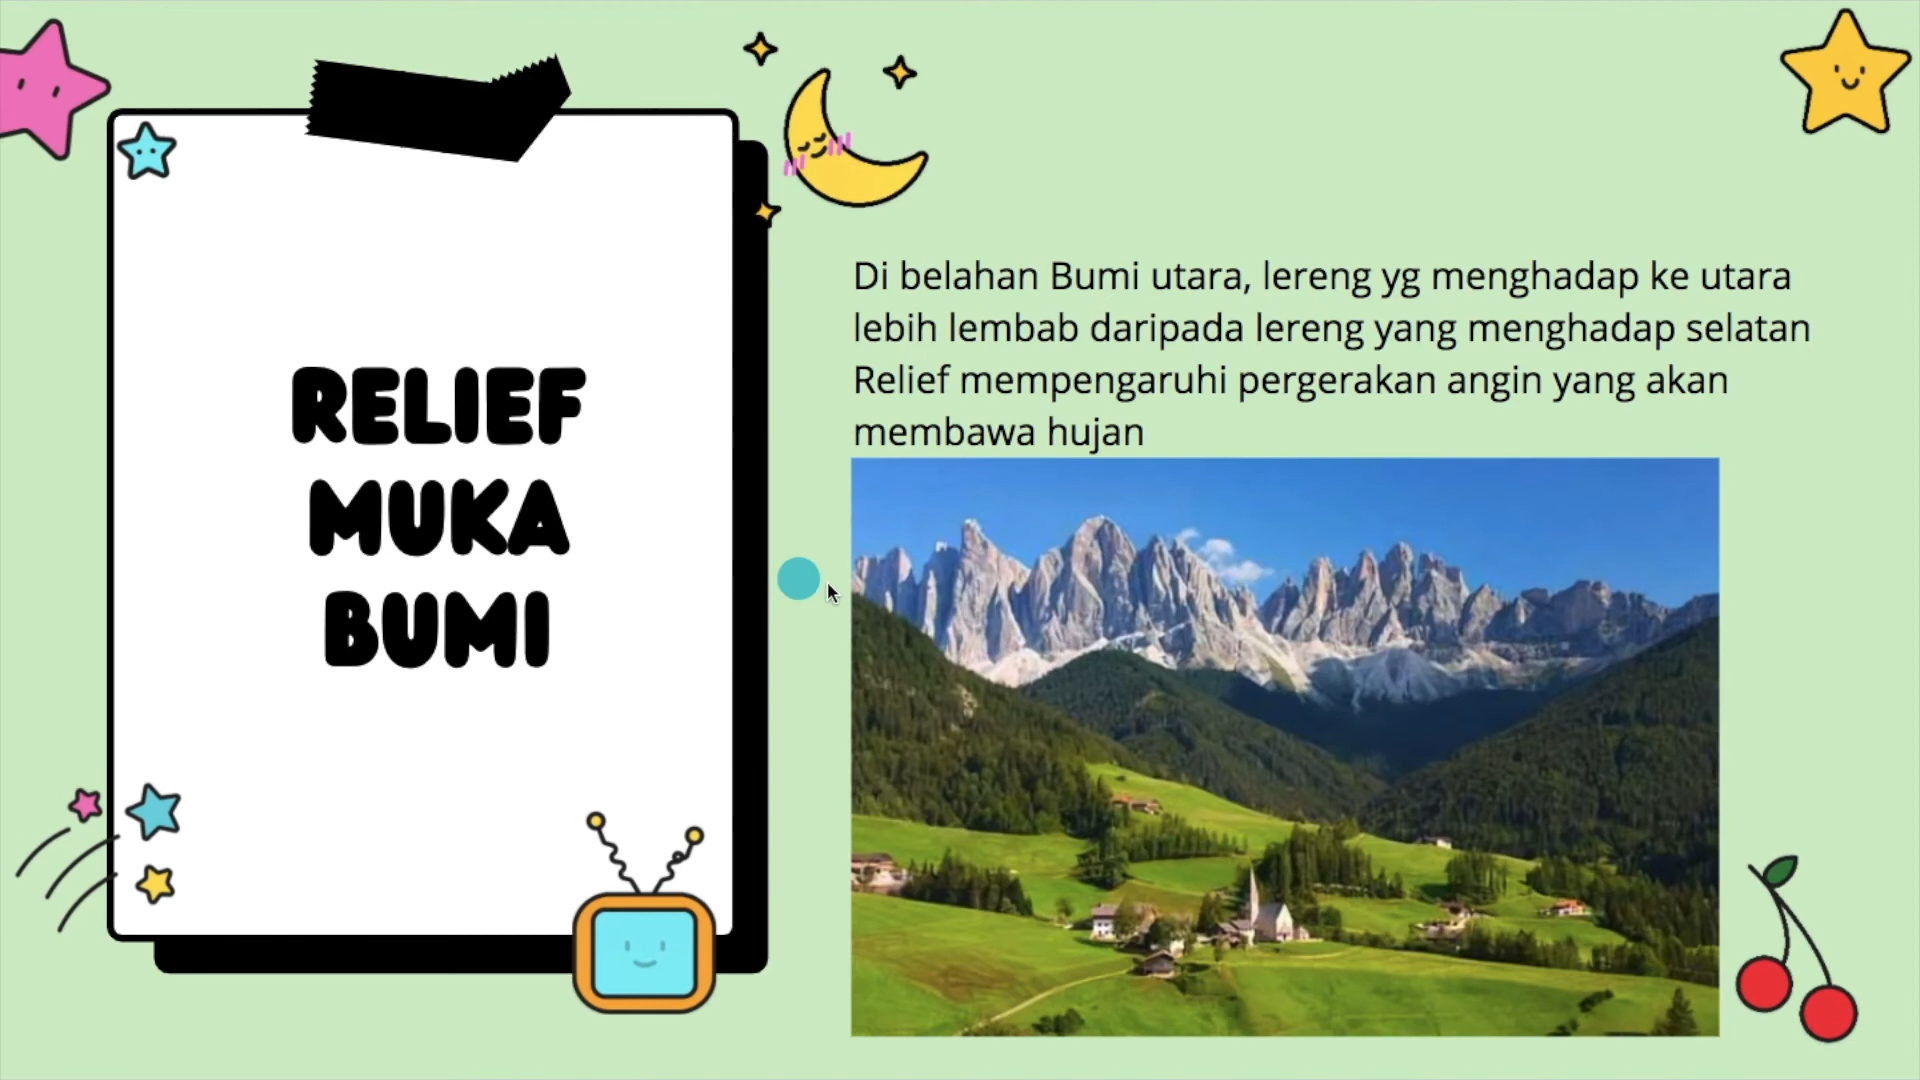 RELIEF
MUKA
BUMI
Di belahan Bumi utara, lereng yg menghadap ke utara
lebih lembab daripada lereng yang menghadap selatan
Relief mempengaruhi pergerakan angin yang akan
membawa hujan